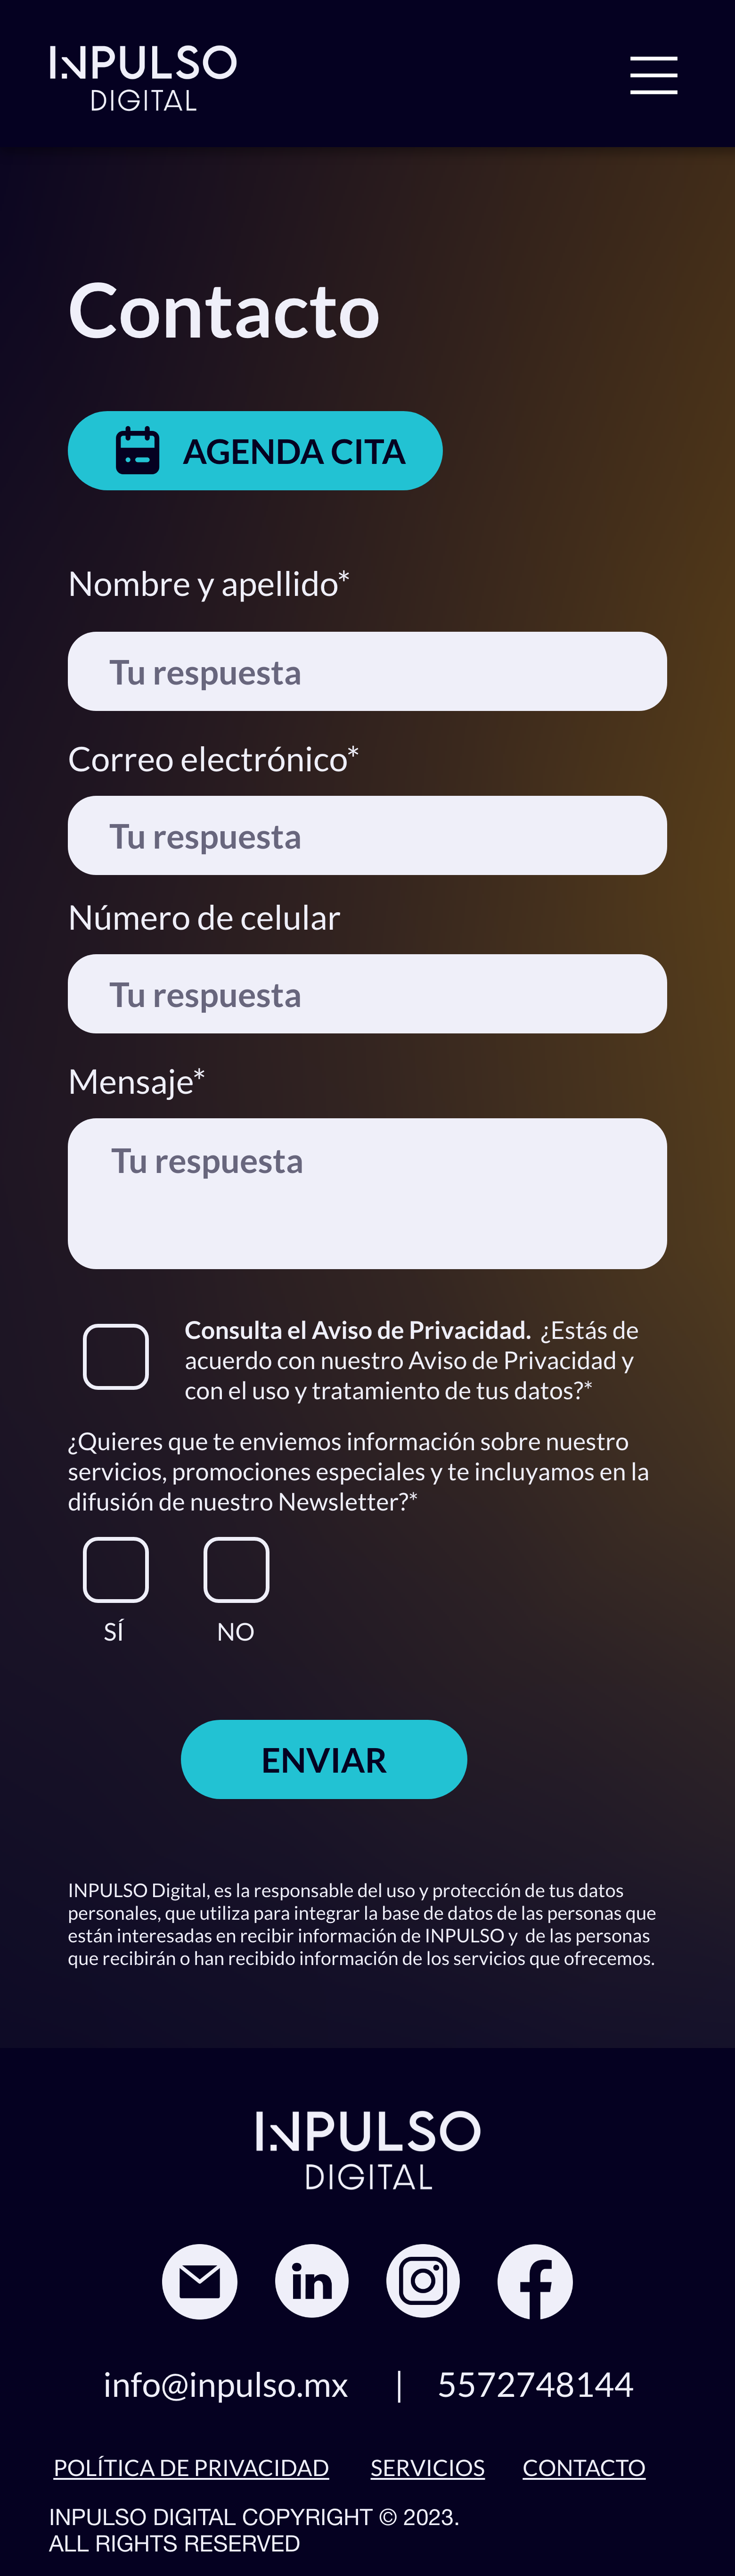 INPULSO
DIGITAL
Contacto
AGENDA CITA
Nombre y apellido*
Tu respuesta
Correo electrónico*
Tu respuesta
Número de celular
Tu respuesta
Mensaje*
Tu respuesta
Consulta el Aviso de Privacidad. ¿Estás de
acuerdo con nuestro Aviso de Privacidad y
con el uso y tratamiento de tus datos?*
¿Quieres que te enviemos información sobre nuestro
servicios, promociones especiales y te incluyamos en la
difusión de nuestro Newsletter?*
SÍ NO
ENVIAR
INPULSO Digital, es la responsable del uso y protección de tus datos
personales, que utiliza para integrar la base de datos de las personas que
están interesadas en recibir información de INPULSO y de las personas
que recibirán o han recibido información de los servicios que ofrecemos.
INPULSO
DIGITAL
in
info@inpulso.mx | 5572748144
POLÍTICA DE PRIVACIDAD SERVICIOS CONTACTO
INPULSO DIGITAL COPYRIGHT © 2023.
ALL RIGHTS RESERVED